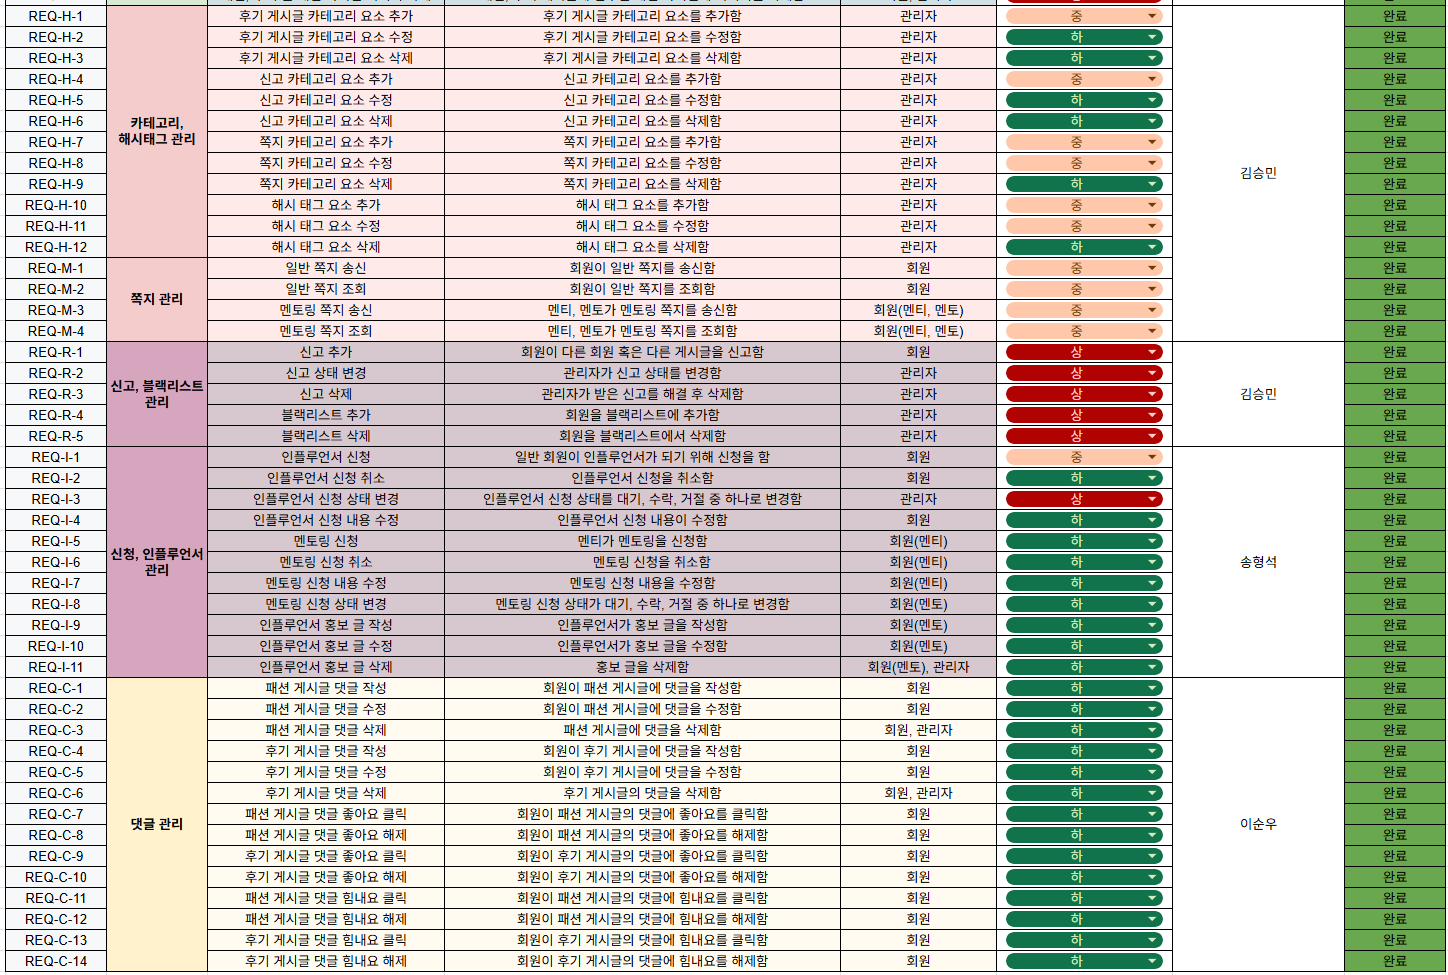 REQ-H-1 후기 게시글 카테고리 요소 추가 후기 게시글 카테고리 요소를 추가함 관리자 중 완료
REQ-H-2 후기 게시글 카테고리 요소 수정 후기 게시글 카테고리 요소를 수정함 관리자 하 완료
REQ-H-3 후기 게시글 카테고리 요소 삭제 후기 게시글 카테고리 요소를 삭제함 관리자 하 완료
REQ-H-4 신고 카테고리 요소 추가 신고 카테고리 요소를 추가함 관리자 중 완료
REQ-H-5 신고 카테고리 요소 수정 신고 카테고리 요소를 수정함 관리자 하 완료
REQ-H-6 카테고리, 신고 카테고리 요소 삭제 신고 카테고리 요소를 삭제함 관리자 하 완료
REQ-H-7 해시태그 관리 쪽지 카테고리 요소 추가 쪽지 카테고리 요소를 추가함 관리자 중 완료
REQ-H-8 쪽지 카테고리 요소 수정 쪽지 카테고리 요소를 수정함 관리자 중 김승민 완료
REQ-H-9 쪽지 카테고리 요소 삭제 쪽지 카테고리 요소를 삭제함 관리자 하 완료
REQ-H-10 해시 태그 요소 추가 해시 태그 요소를 추가함 관리자 중 완료
REQ-H-11 해시 태그 요소 수정 해시 태그 요소를 수정함 관리자 중 완료
REQ-H-12 해시 태그 요소 삭제 해시 태그 요소를 삭제함 관리자 하 완료
REQ-M-1 일반 쪽지 송신 회원이 일반 쪽지를 송신함 회원 중 완료
REQ-M-2 쪽지 관리 일반 쪽지 조회 회원이 일반 쪽지를 조회함 회원 중 완료
REQ-M-3 멘토링 쪽지 송신 멘티, 멘토가 멘토링 쪽지를 송신함 회원(멘티, 멘토) 중 완료
REQ-M-4 멘토링 쪽지 조회 멘티, 멘토가 멘토링 쪽지를 조회함 회원(멘티, 멘토) 중 완료
REQ-R-1 신고 추가 회원이 다른 회원 혹은 다른 게시글을 신고함 회원 상 완료
REQ-R-2 신고 상태 변경 관리자가 신고 상태를 변경함 관리자 상 완료
REQ-R-3 신고, 블랙리스트 관리 신고 삭제 관리자가 받은 신고를 해결 후 삭제함 관리자 상 김승민 완료
REQ-R-4 블랙리스트 추가 회원을 블랙리스트에 추가함 관리자 상 완료
REQ-R-5 블랙리스트 삭제 회원을 블랙리스트에서 삭제함 관리자 상 완료
REQ-I-1 인플루언서 신청 일반 회원이 인플루언서가 되기 위해 신청을 함 회원 중 완료
REQ-I-2 인플루언서 신청 취소 인플루언서 신청을 취소함 회원 하 완료
REQ-I-3 인플루언서 신청 상태 변경 인플루언서 신청 상태를 대기, 수락, 거절 중 하나로 변경함 관리자 상 완료
REQ-I-4 인플루언서 신청 내용 수정 인플루언서 신청 내용이 수정함 회원 하 완료
REQ-I-5 멘토링 신청 멘티가 멘토링을 신청함 회원(멘티) 하 완료
REQ-I-6 신청, 인플루언서 관리 멘토링 신청 취소 멘토링 신청을 취소함 회원(멘티) 하 송형석 완료
REQ-I-7 멘토링 신청 내용 수정 멘토링 신청 내용을 수정함 회원(멘티) 하 완료
REQ-I-8 멘토링 신청 상태 변경 멘토링 신청 상태가 대기, 수락, 거절 중 하나로 변경함 회원(멘토) 하 완료
REQ-I-9 인플루언서 홍보 글 작성 인플루언서가 홍보 글을 작성함 회원(멘토) 하 완료
REQ-I-10 인플루언서 홍보 글 수정 인플루언서가 홍보 글을 수정함 회원(멘토) 하 완료
REQ-I-11 인플루언서 홍보 글 삭제 홍보 글을 삭제함 회원(멘토), 관리자 하 완료
REQ-C-1 패션 게시글 댓글 작성 회원이 패션 게시글에 댓글을 작성함 회원 하 완료
REQ-C-2 패션 게시글 댓글 수정 회원이 패션 게시글에 댓글을 수정함 회원 하 완료
REQ-C-3 패션 게시글 댓글 삭제 패션 게시글에 댓글을 삭제함 회원, 관리자 하 완료
REQ-C-4 후기 게시글 댓글 작성 회원이 후기 게시글에 댓글을 작성함 회원 하 완료
REQ-C-5 후기 게시글 댓글 수정 회원이 후기 게시글에 댓글을 수정함 회원 하 완료
REQ-C-6 후기 게시글 댓글 삭제 후기 게시글의 댓글을 삭제함 회원, 관리자 하 완료
REQ-C-7 댓글 관리 패션 게시글 댓글 좋아요 클릭 회원이 패션 게시글의 댓글에 좋아요를 클릭함 회원 하 이순우 완료
REQ-C-8 패션 게시글 댓글 좋아요 해제 회원이 패션 게시글의 댓글에 좋아요를 해제함 회원 하 완료
REQ-C-9 후기 게시글 댓글 좋아요 클릭 회원이 후기 게시글의 댓글에 좋아요를 클릭함 회원 하 완료
REQ-C-10 후기 게시글 댓글 좋아요 해제 회원이 후기 게시글의 댓글에 좋아요를 해제함 회원 하 완료
REQ-C-11 패션 게시글 댓글 힘내요 클릭 회원이 패션 게시글의 댓글에 힘내요를 클릭함 회원 하 완료
REQ-C-12 패션 게시글 댓글 힘내요 해제 회원이 패션 게시글의 댓글에 힘내요를 해제함 회원 하 완료
REQ-C-13 후기 게시글 댓글 힘내요 클릭 회원이 후기 게시글의 댓글에 힘내요를 클릭함 회원 하 완료
REQ-C-14 후기 게시글 댓글 힘내요 해제 회원이 후기 게시글의 댓글에 힘내요를 해제함 회원 하 완료